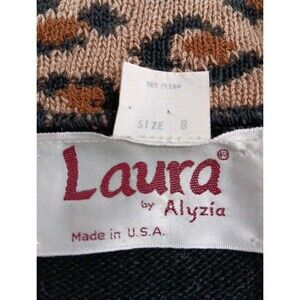 DRY CLEAN
SIZE 8
Laura®
by Alyzia
Made in U.S.A.